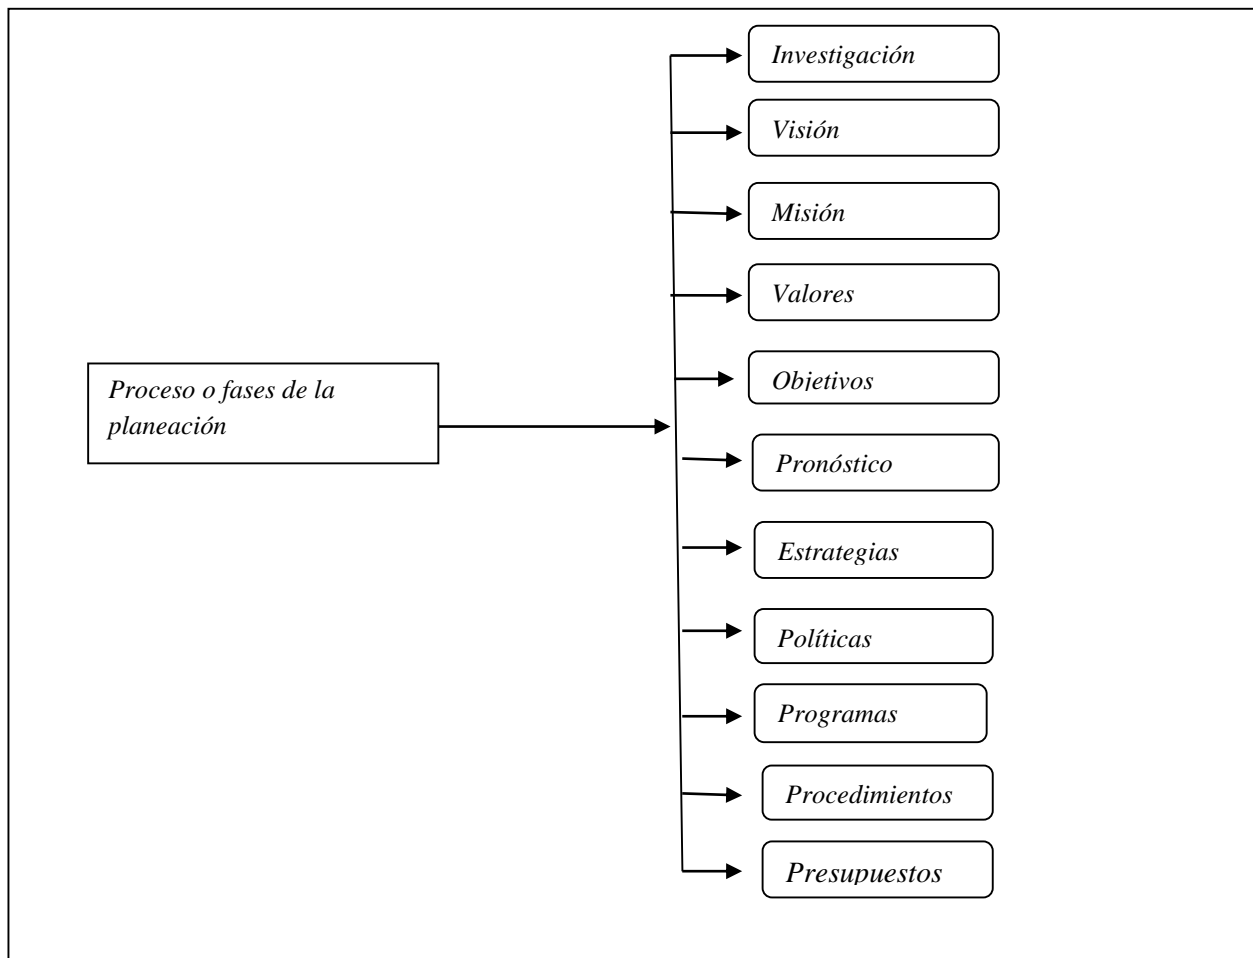 Proceso o fases de la
planeación
Investigación
Visión
Misión
Valores
Objetivos
Pronóstico
Estrategias
Políticas
Programas
Procedimientos
Presupuestos